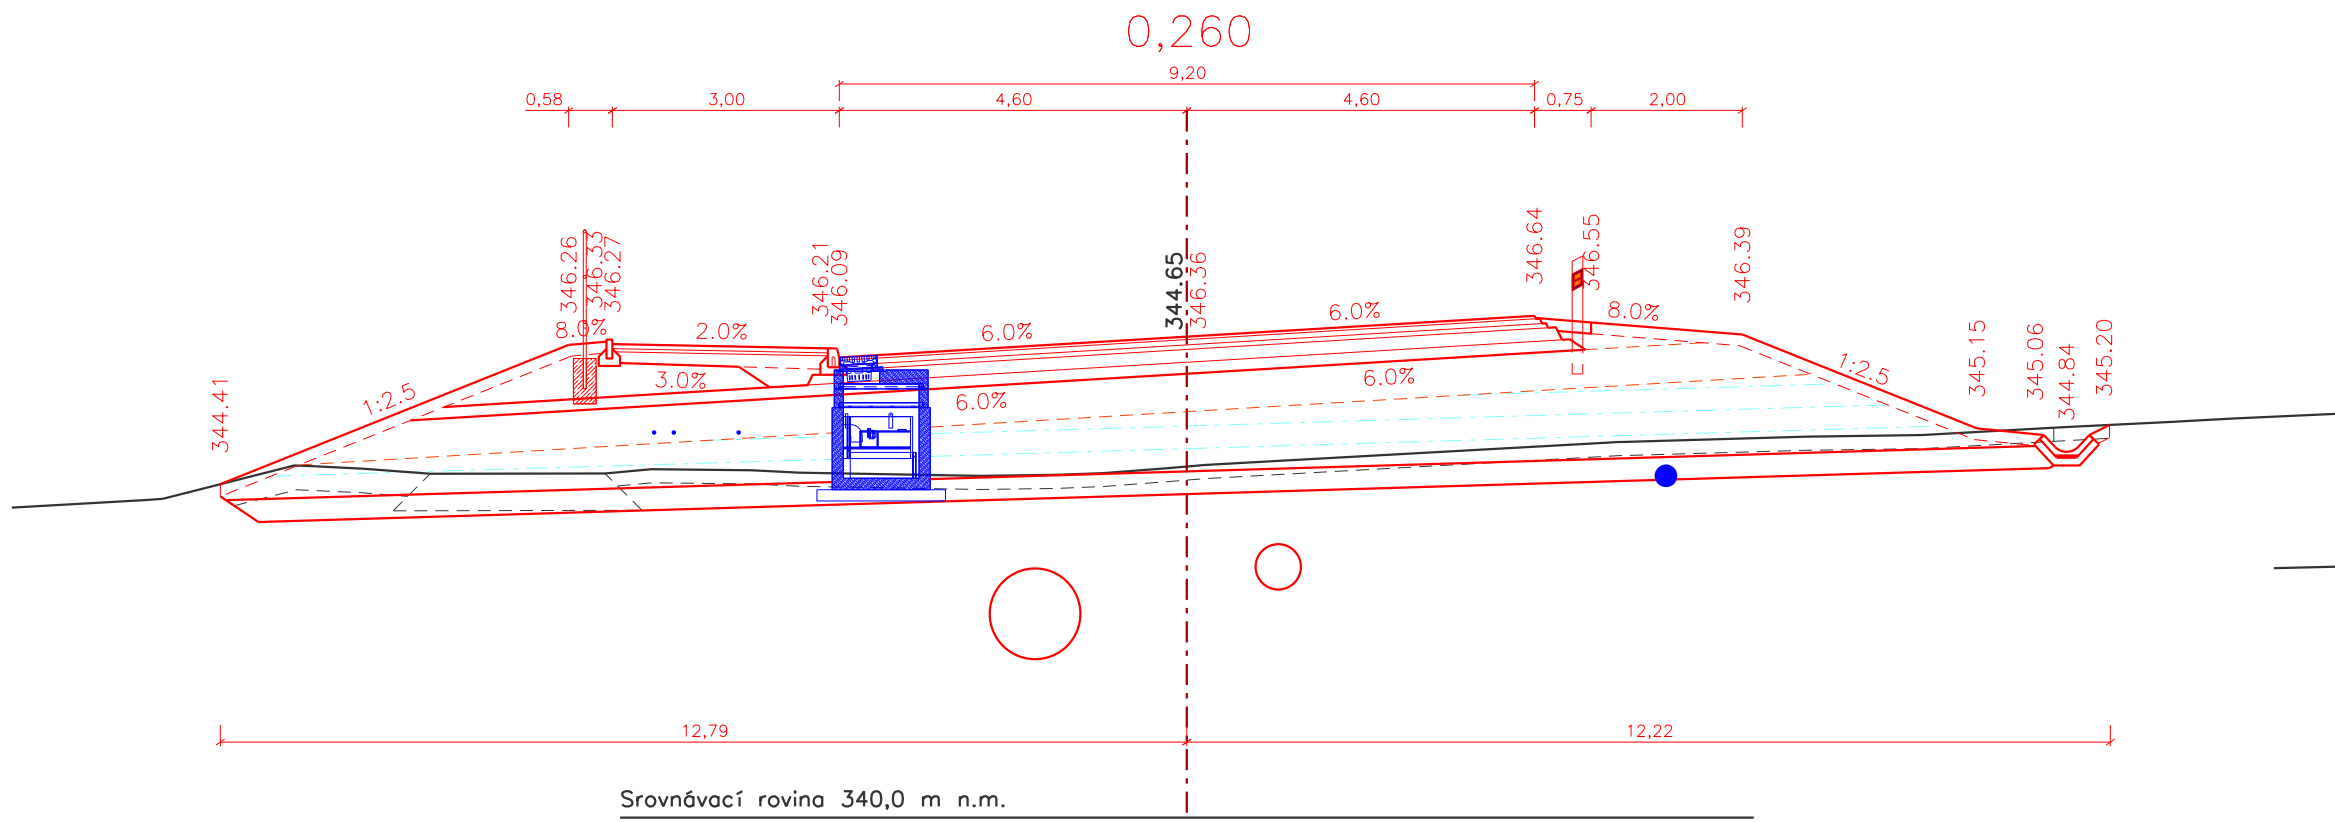 0,260
9,20
0,58 3,00 4,60 4,60 0,75 2,00
346.26 346.33 346.27 346.21 346.09 344.65 346.36 346.64 346.55 346.39
8.0% 2.0% 6.0% 6.0% 8.0%
344.41 1:2.5 3.0% 6.0% 6.0% 1:2.5 345.15 345.06 344.84 345.20
12,79 12,22
Srovnávací rovina 340,0 m n.m.